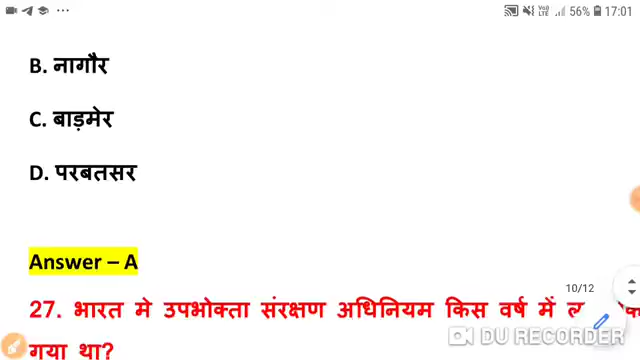 56% 17:01
B. नागौर
C. बाड़मेर
D. परबतसर
Answer – A
10/12
27. भारत मे उपभोक्ता संरक्षण अधिनियम किस वर्ष में
गया था?
DU RECORDER